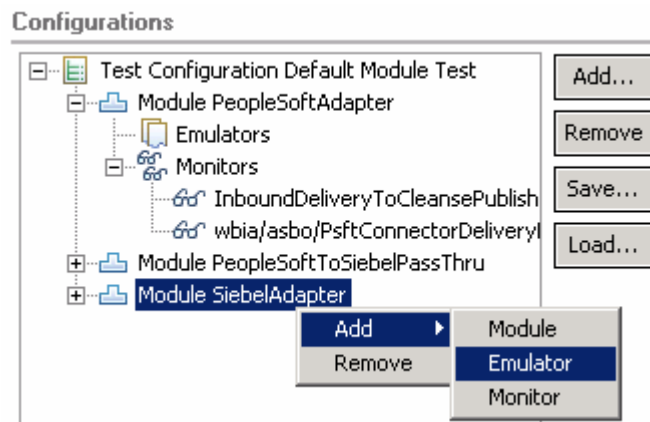 Configurations
Test Configuration Default Module Test
Add...
Module PeopleSoftAdapter
Emulators
Remove
Monitors
InboundDeliveryToCleansePublish
Save...
wbia/asbo/PsftConnectorDelivery
Load...
Module PeopleSoftToSiebelPassThru
Module SiebelAdapter
Add
Module
Remove
Emulator
Monitor